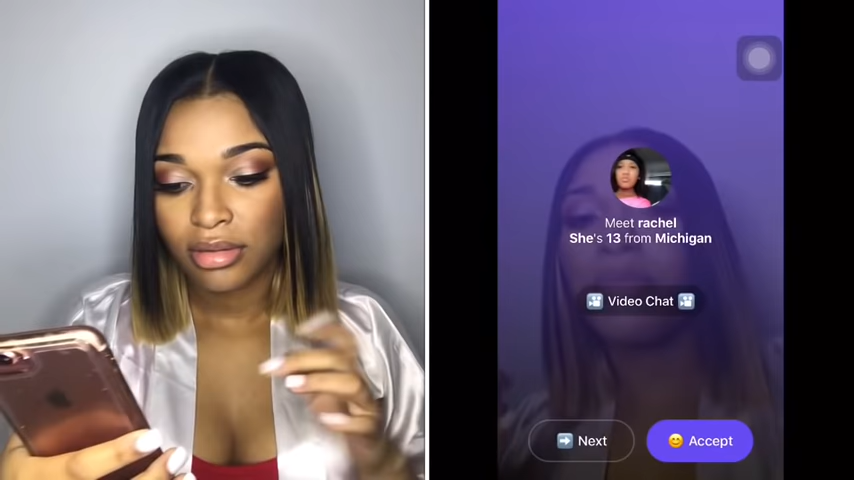 Meet rachel
She's 13 from Michigan
Video Chat
Next
Accept